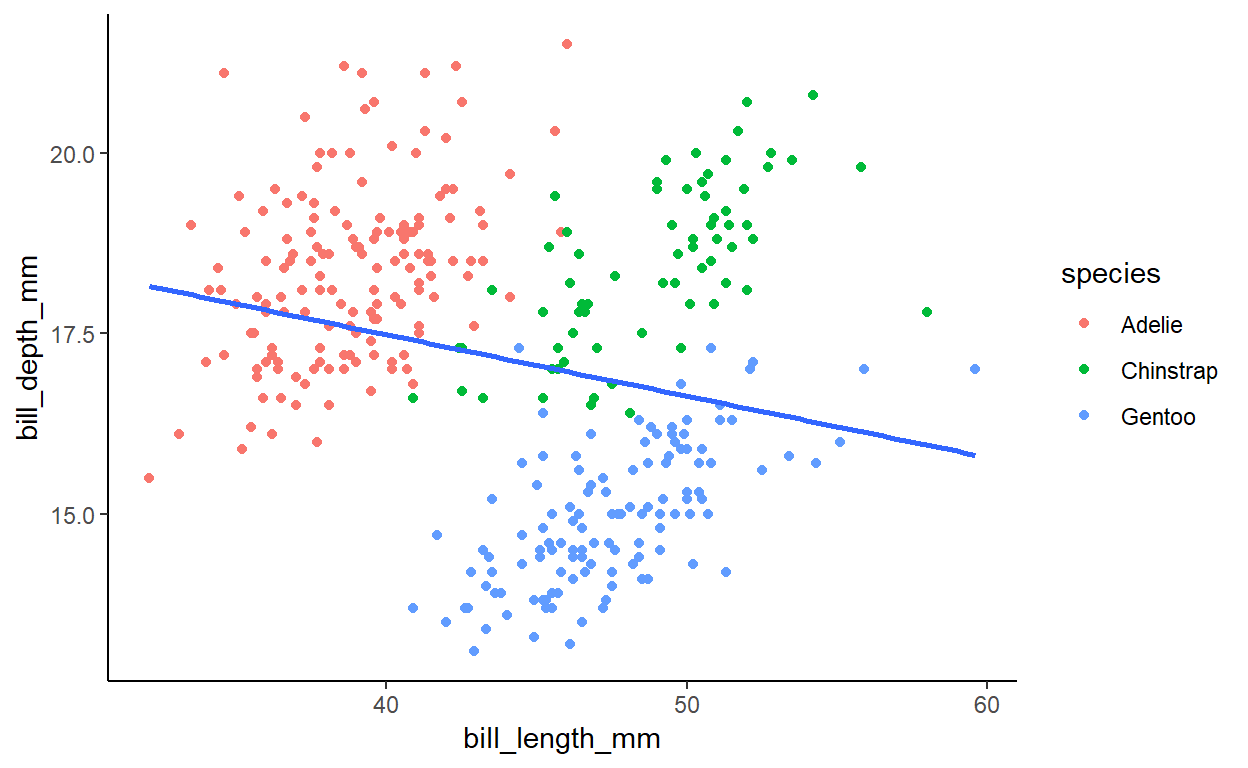 bill_depth_mm
20.0
17.5
15.0
40
50
60
bill_length_mm
species
Adelie
Chinstrap
Gentoo